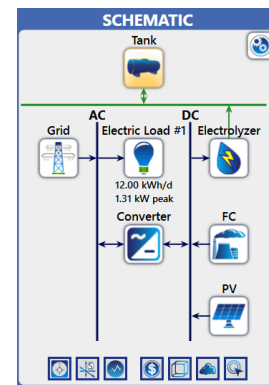 SCHEMATIC
Tank
AC
DC
Grid
Electric Load #1
Electrolyzer
12.00 kWh/d
1.31 kW peak
Converter
FC
PV